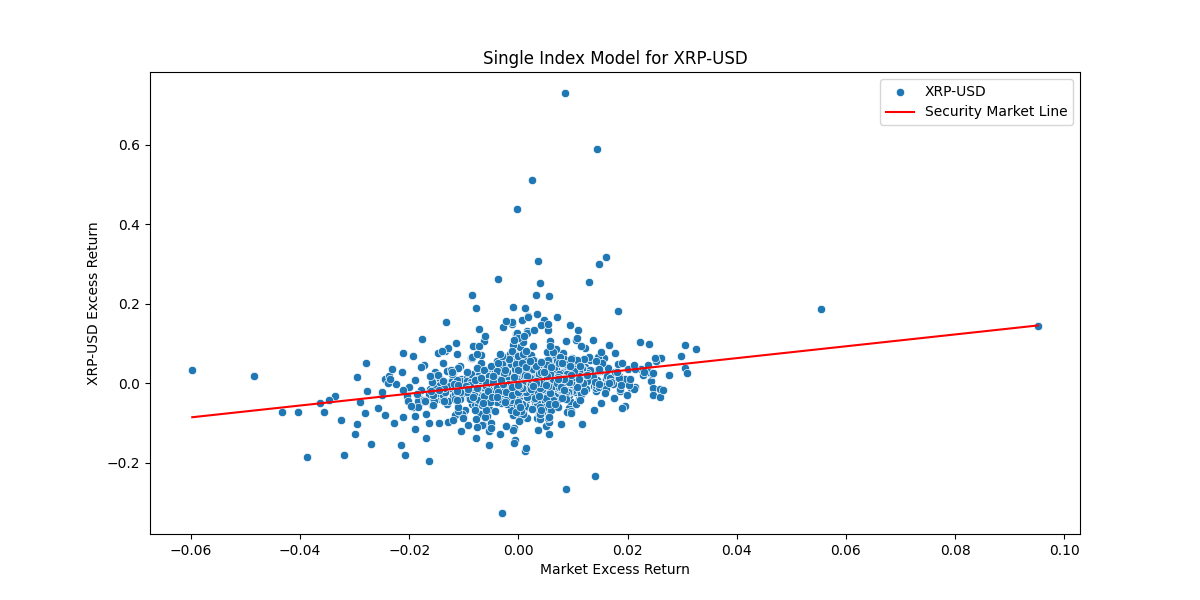 Single Index Model for XRP-USD
XRP-USD
Security Market Line
XRP-USD Excess Return
0.6
0.4
0.2
0.0
−0.2
−0.06
−0.04
−0.02
0.00
0.02
0.04
0.06
0.08
0.10
Market Excess Return